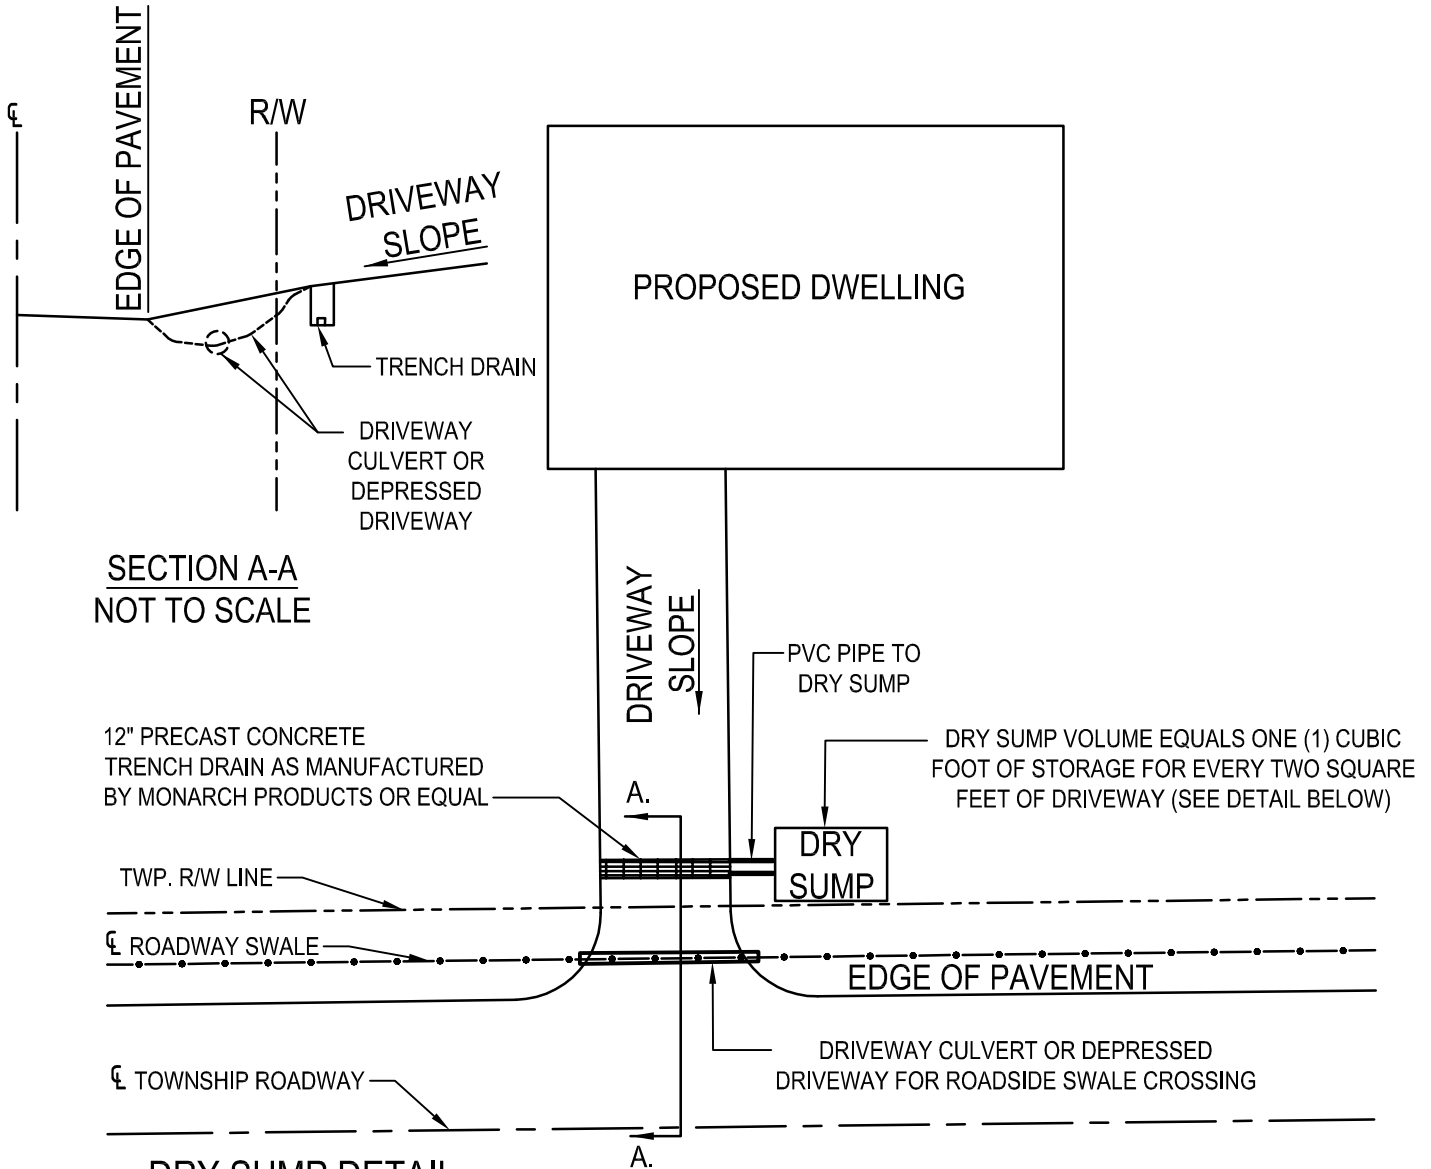 ℄
EDGE OF PAVEMENT
R/W
DRIVEWAY
SLOPE
TRENCH DRAIN
DRIVEWAY
CULVERT OR
DEPRESSED
DRIVEWAY
SECTION A-A
NOT TO SCALE
PROPOSED DWELLING
DRIVEWAY
SLOPE
PVC PIPE TO
DRY SUMP
12" PRECAST CONCRETE
TRENCH DRAIN AS MANUFACTURED
BY MONARCH PRODUCTS OR EQUAL
DRY SUMP VOLUME EQUALS ONE (1) CUBIC
FOOT OF STORAGE FOR EVERY TWO SQUARE
FEET OF DRIVEWAY (SEE DETAIL BELOW)
A.
DRY
SUMP
TWP. R/W LINE
℄ ROADWAY SWALE
EDGE OF PAVEMENT
DRIVEWAY CULVERT OR DEPRESSED
DRIVEWAY FOR ROADSIDE SWALE CROSSING
℄ TOWNSHIP ROADWAY
A.
DRY SUMP DETAIL